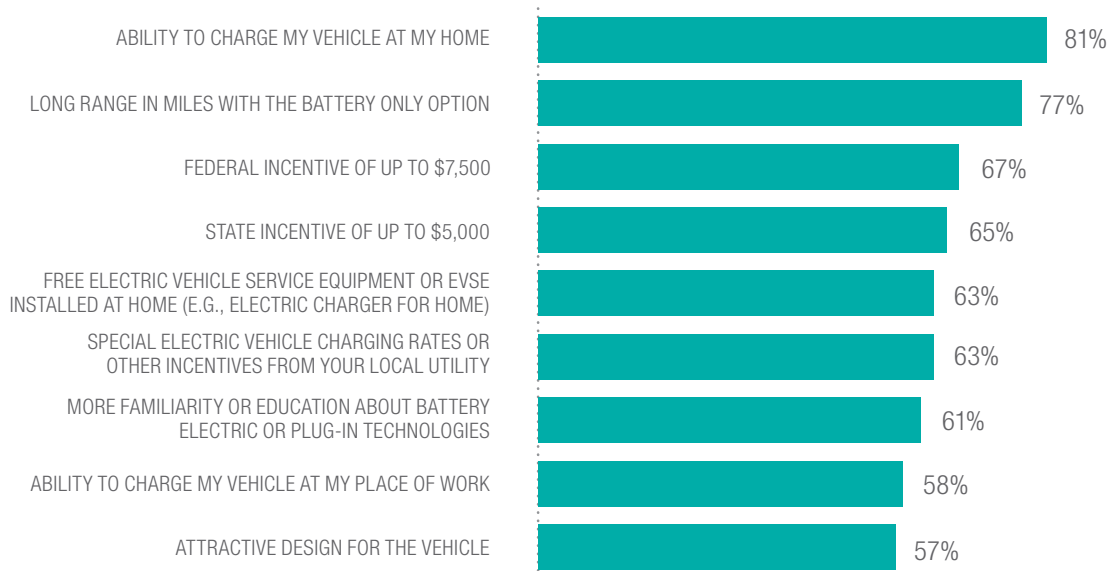 ABILITY TO CHARGE MY VEHICLE AT MY HOME
81%
LONG RANGE IN MILES WITH THE BATTERY ONLY OPTION
77%
FEDERAL INCENTIVE OF UP TO $7,500
67%
STATE INCENTIVE OF UP TO $5,000
65%
FREE ELECTRIC VEHICLE SERVICE EQUIPMENT OR EVSE
INSTALLED AT HOME (E.G., ELECTRIC CHARGER FOR HOME)
63%
SPECIAL ELECTRIC VEHICLE CHARGING RATES OR
OTHER INCENTIVES FROM YOUR LOCAL UTILITY
63%
MORE FAMILIARITY OR EDUCATION ABOUT BATTERY
ELECTRIC OR PLUG-IN TECHNOLOGIES
61%
ABILITY TO CHARGE MY VEHICLE AT MY PLACE OF WORK
58%
ATTRACTIVE DESIGN FOR THE VEHICLE
57%